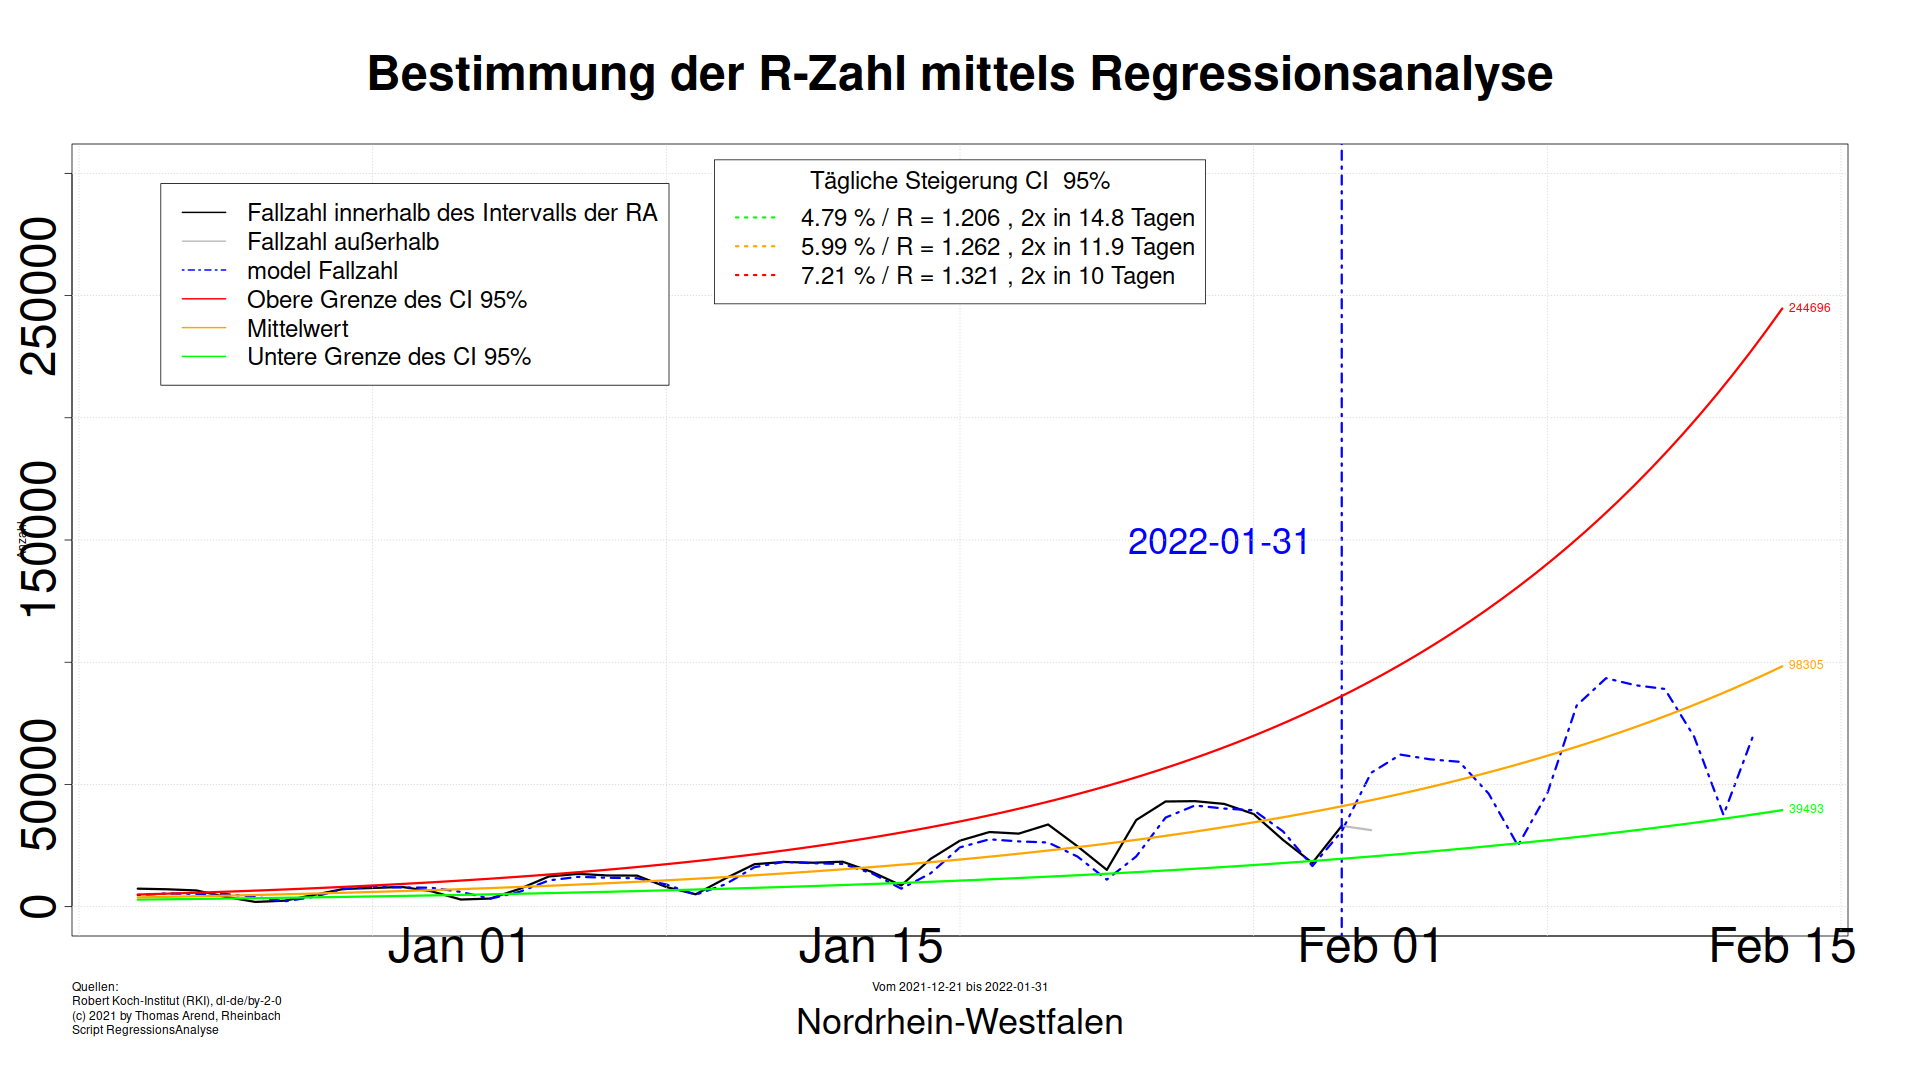 Bestimmung der R-Zahl mittels Regressionsanalyse
Fallzahl innerhalb des Intervalls der RA
Fallzahl außerhalb
model Fallzahl
Obere Grenze des CI 95%
Mittelwert
Untere Grenze des CI 95%
Tägliche Steigerung CI  95%
4.79 % / R = 1.206 , 2x in 14.8 Tagen
5.99 % / R = 1.262 , 2x in 11.9 Tagen
7.21 % / R = 1.321 , 2x in 10 Tagen
250000
150000
50000
0
Anzahl
2022-01-31
244696
98305
39493
Jan 01
Jan 15
Feb 01
Feb 15
Quellen:
Robert Koch-Institut (RKI), dl-de/by-2-0
(c) 2021 by Thomas Arend, Rheinbach
Script RegressionsAnalyse
Vom 2021-12-21 bis 2022-01-31
Nordrhein-Westfalen